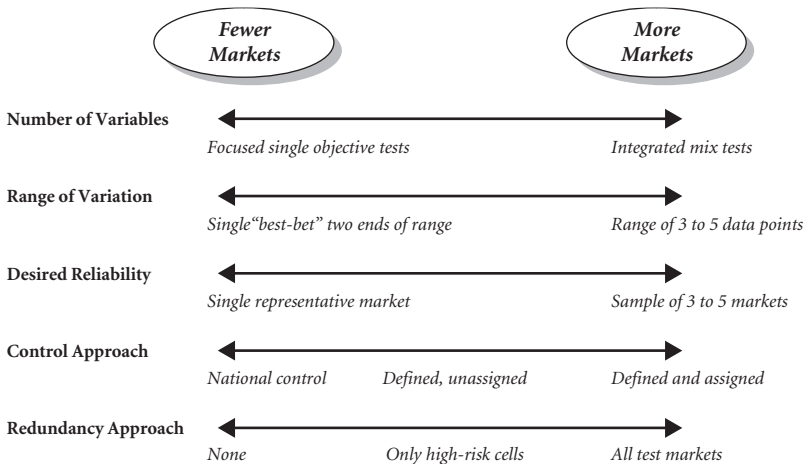 Fewer
Markets
More
Markets
Number of Variables
Focused single objective tests
Integrated mix tests
Range of Variation
Single“best-bet” two ends of range
Range of 3 to 5 data points
Desired Reliability
Single representative market
Sample of 3 to 5 markets
Control Approach
National control
Defined, unassigned
Defined and assigned
Redundancy Approach
None
Only high-risk cells
All test markets